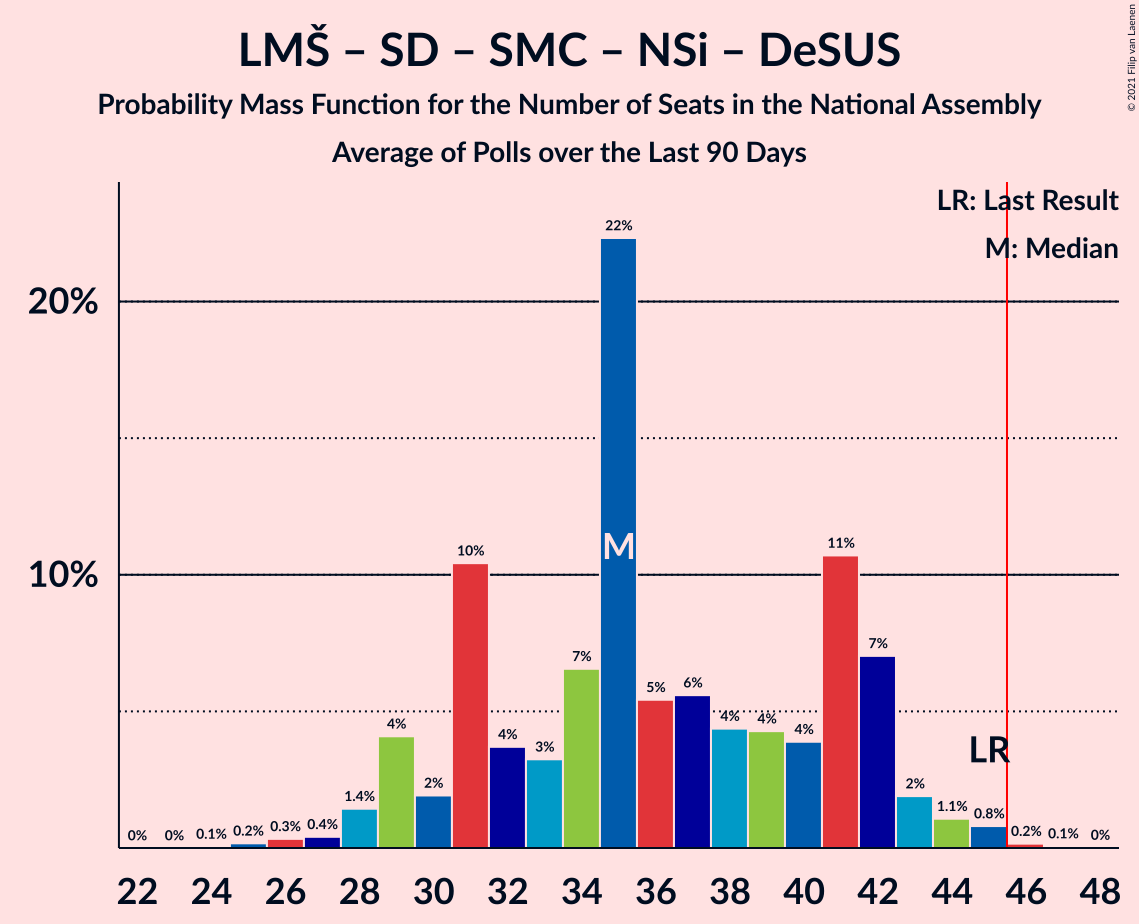 LMŠ – SD – SMC – NSi – DeSUS
Probability Mass Function for the Number of Seats in the National Assembly
Average of Polls over the Last 90 Days
© 2021 Filip van Laenen
LR: Last Result
M: Median
20%
10%
0% 0% 0.1% 0.2% 0.3% 0.4% 1.4% 4% 2% 10% 4% 3% 7% 22% 5% 6% 4% 4% 4% 11% 7% 2% 1.1% 0.8% 0.2% 0.1% 0%
M
LR
22 24 26 28 30 32 34 36 38 40 42 44 46 48